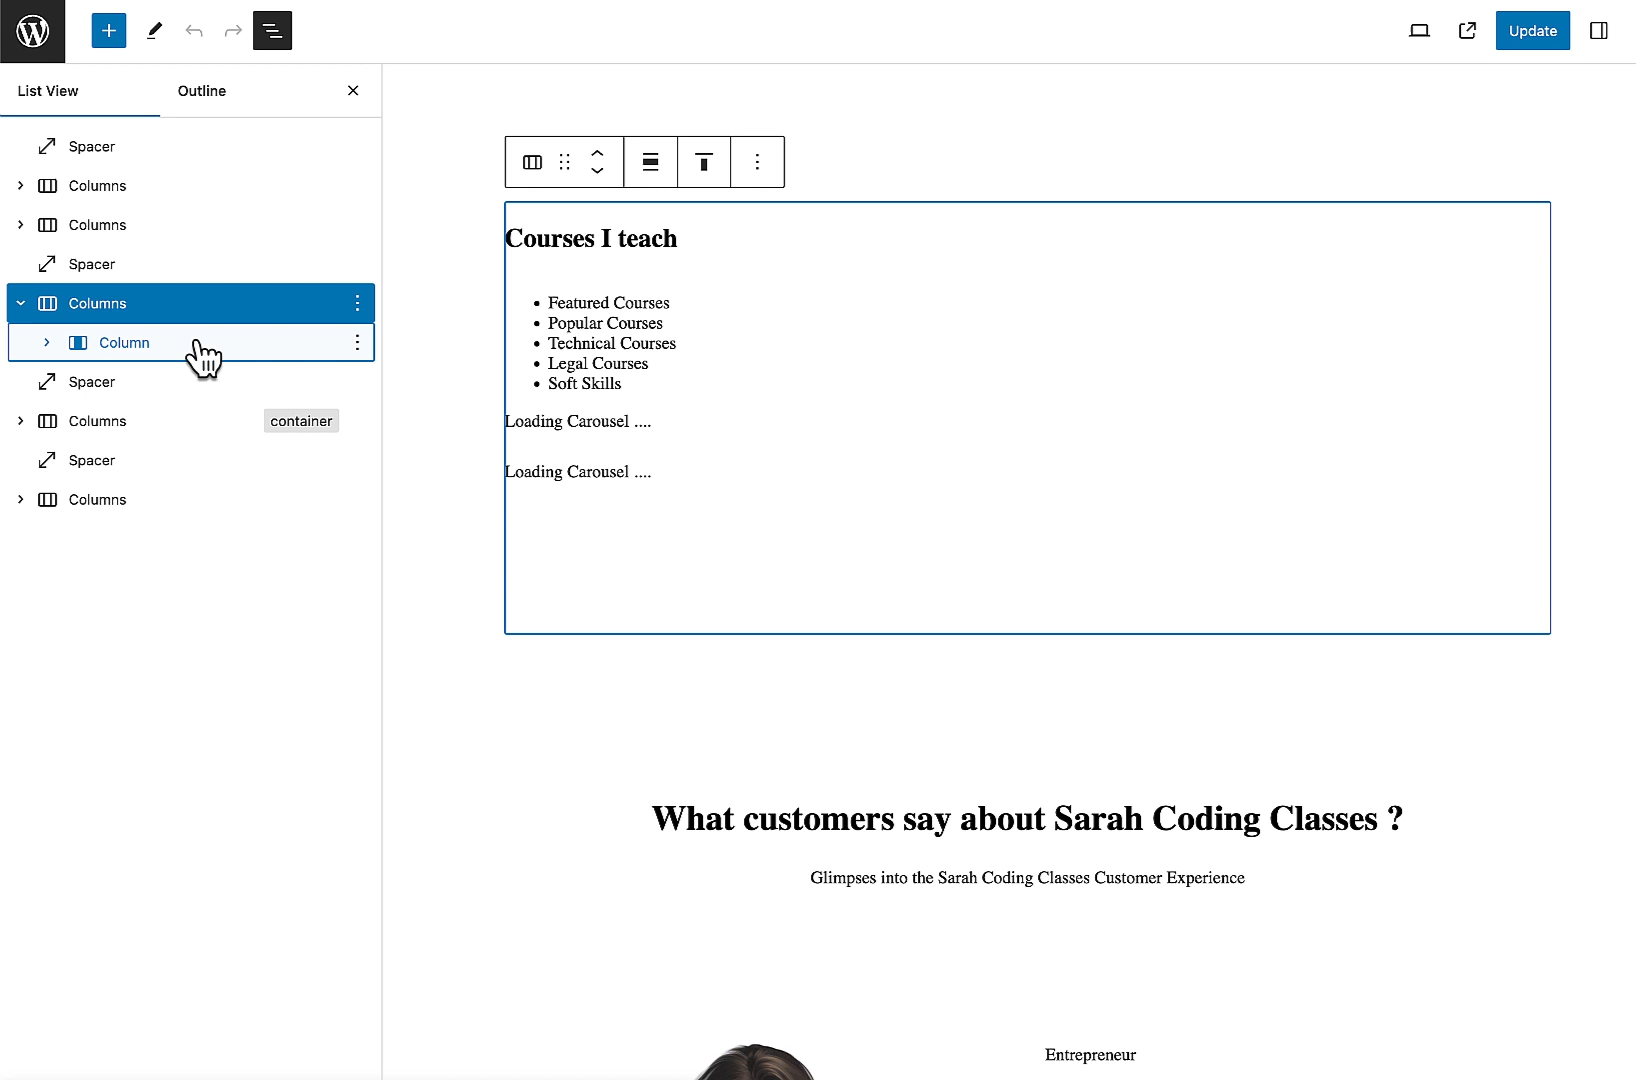 Update
List View
Outline
Spacer
Columns
Columns
Spacer
Columns
Column
Spacer
Columns
container
Spacer
Columns
Courses I teach
• Featured Courses
• Popular Courses
• Technical Courses
• Legal Courses
• Soft Skills
Loading Carousel ....
Loading Carousel ....
What customers say about Sarah Coding Classes ?
Glimpses into the Sarah Coding Classes Customer Experience
Entrepreneur